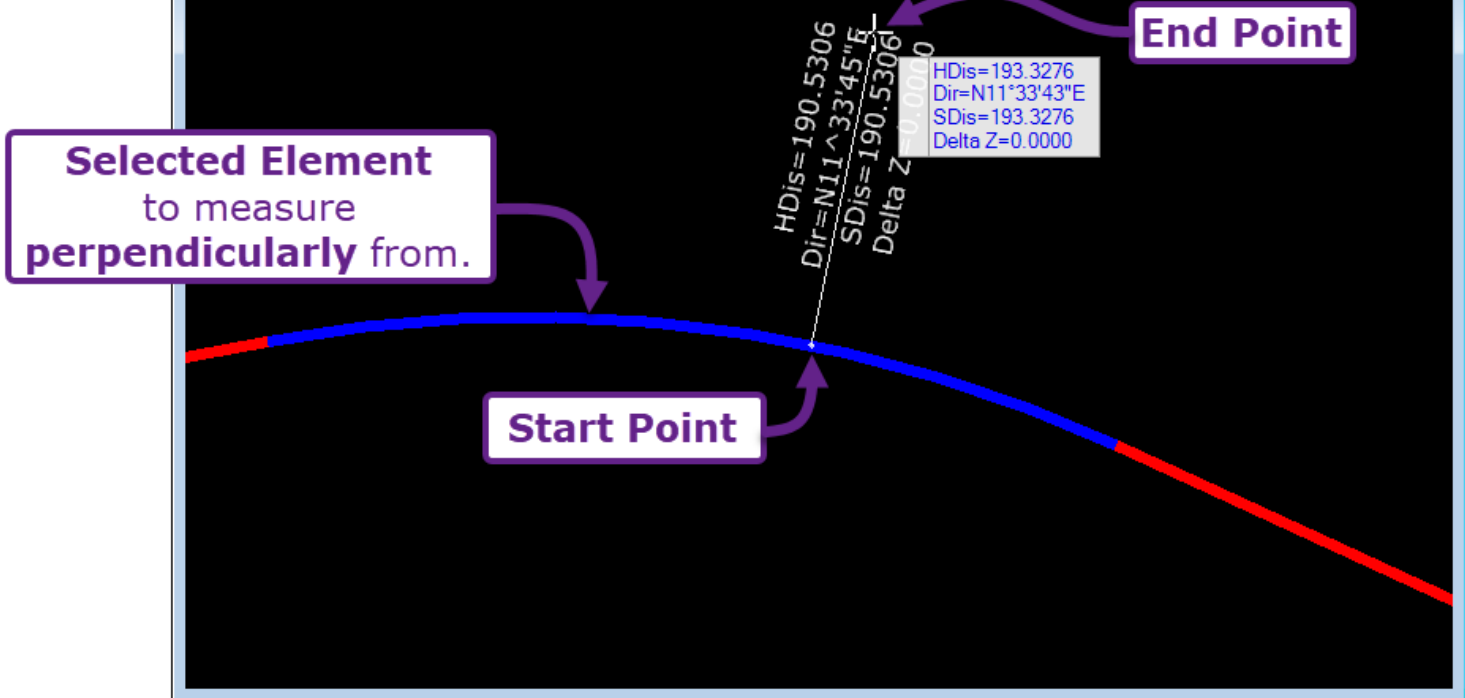 End Point
HDis=190.5306
Dir=N11^33'45"E
SDis=190.5306
Delta Z=0.0000
HDis=193.3276
Dir=N11°33'43"E
SDis=193.3276
Delta Z=0.0000
Selected Element
to measure
perpendicularly from.
Start Point